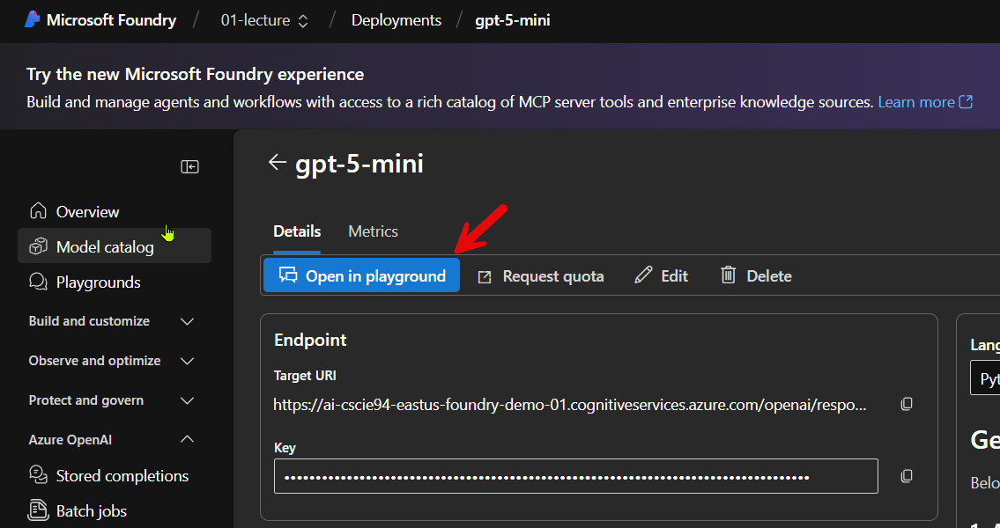 Microsoft Foundry / 01-lecture / Deployments / gpt-5-mini
Try the new Microsoft Foundry experience
Build and manage agents and workflows with access to a rich catalog of MCP server tools and enterprise knowledge sources. Learn more
gpt-5-mini
Overview
Model catalog
Playgrounds
Build and customize
Observe and optimize
Protect and govern
Azure OpenAI
Stored completions
Batch jobs
Details
Metrics
Open in playground
Request quota
Edit
Delete
Endpoint
Target URI
https://ai-cscie94-eastus-foundry-demo-01.cognitiveservices.azure.com/openai/respo...
Key
Lang
Pyt
Ge
Belo